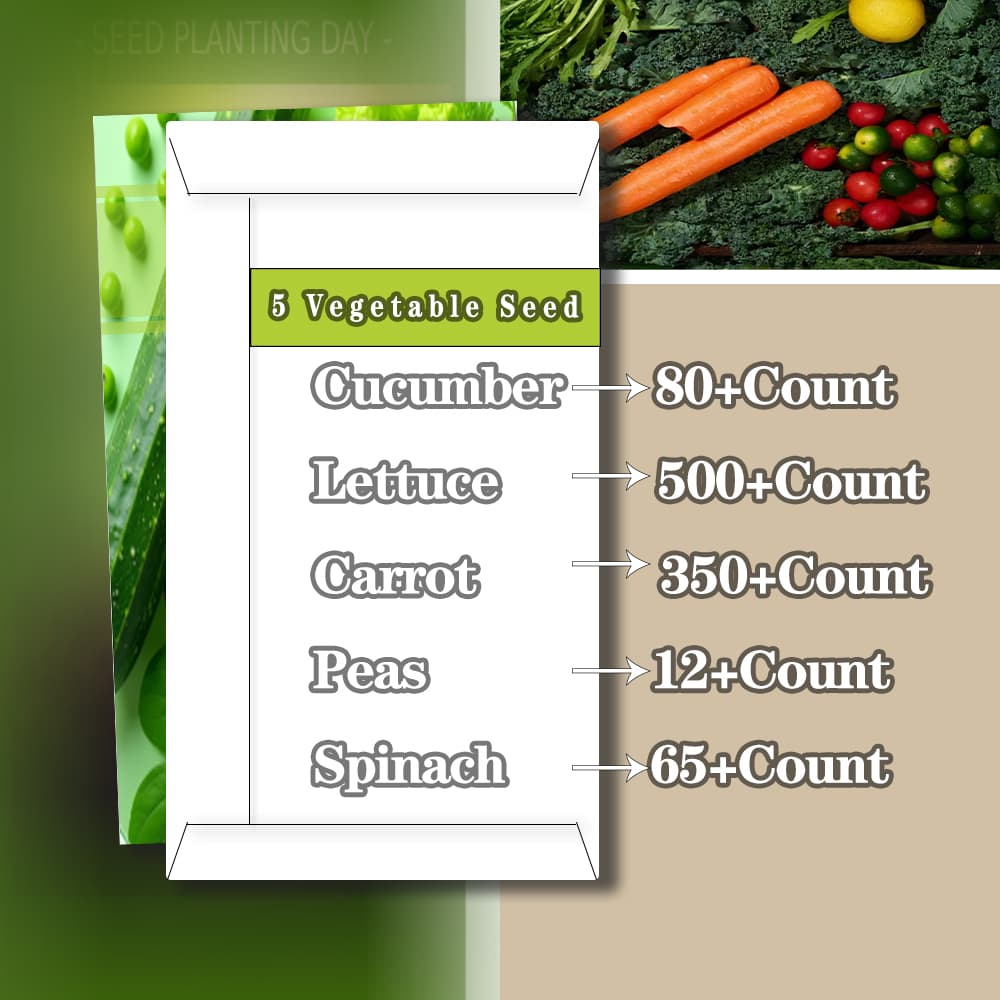 - SEED PLANTING DAY -
5 Vegetable Seed
Cucumber 80+Count
Lettuce 500+Count
Carrot 350+Count
Peas 12+Count
Spinach 65+Count